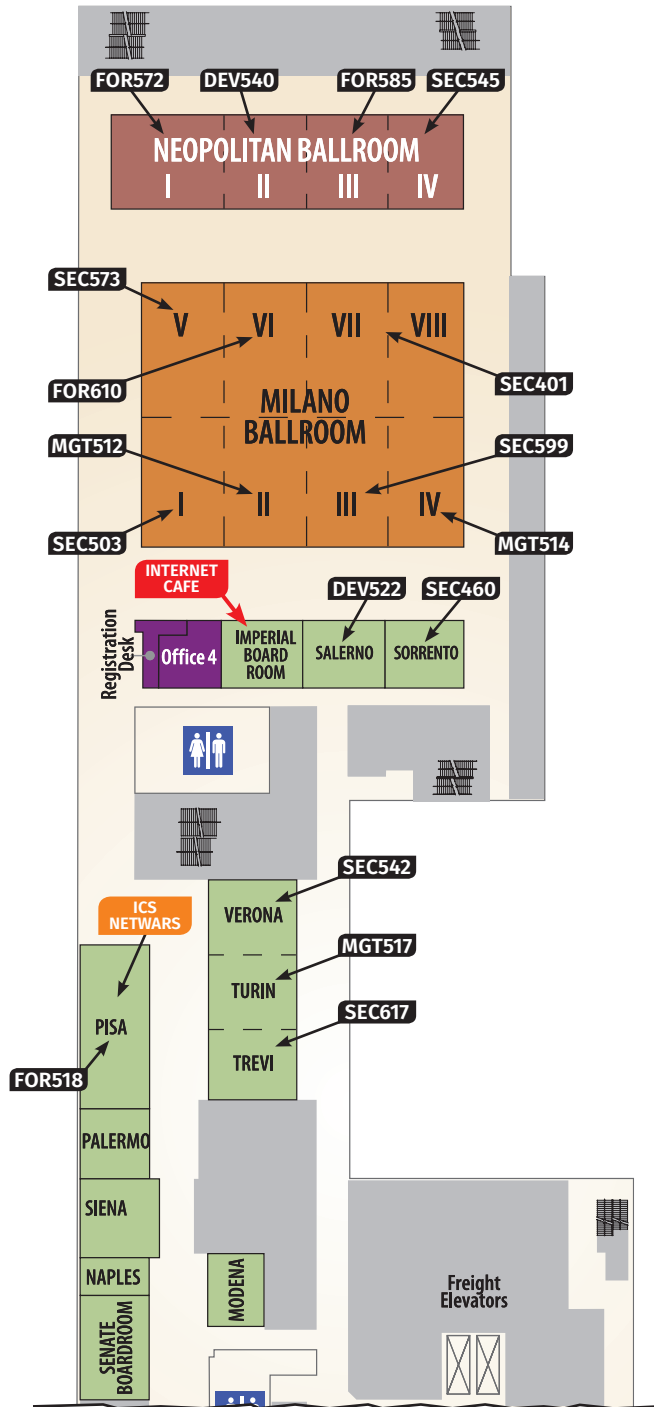 FOR572
DEV540
FOR585
SEC545
NEOPOLITAN BALLROOM
I
II
III
IV
SEC573
V
VI
VII
VIII
FOR610
SEC401
MILANO
BALLROOM
MGT512
SEC599
I
II
III
IV
SEC503
MGT514
INTERNET
CAFE
DEV522
SEC460
Registration
Desk
Office 4
IMPERIAL
BOARD
ROOM
SALERNO
SORRENTO
SEC542
ICS
NETWARS
VERONA
MGT517
TURIN
SEC617
PISA
TREVI
FOR518
PALERMO
SIENA
NAPLES
MODENA
Freight
Elevators
SENATE
BOARDROOM